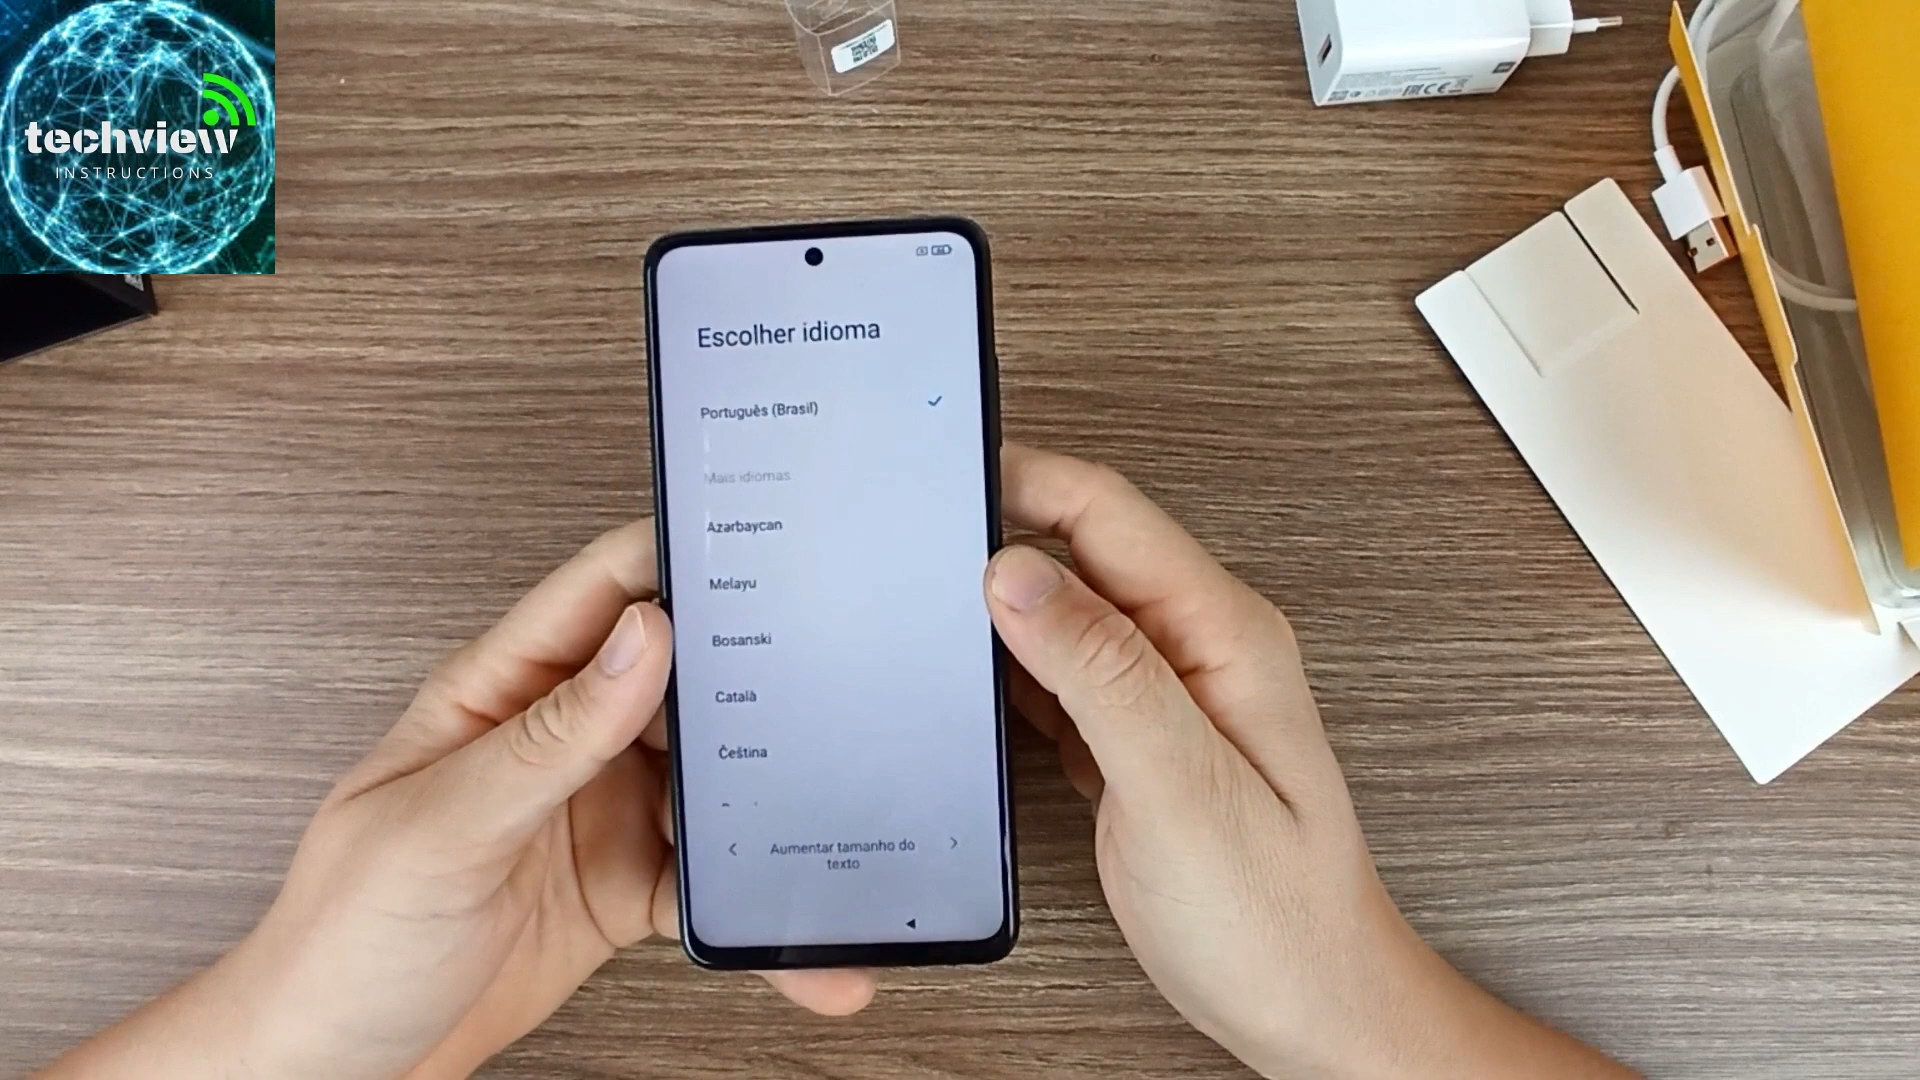 techview
INSTRUCTIONS
Escolher idioma
Português (Brasil)
Mais idiomas
Azərbaycan
Melayu
Bosanski
Català
Čeština
Aumentar tamanho do
texto